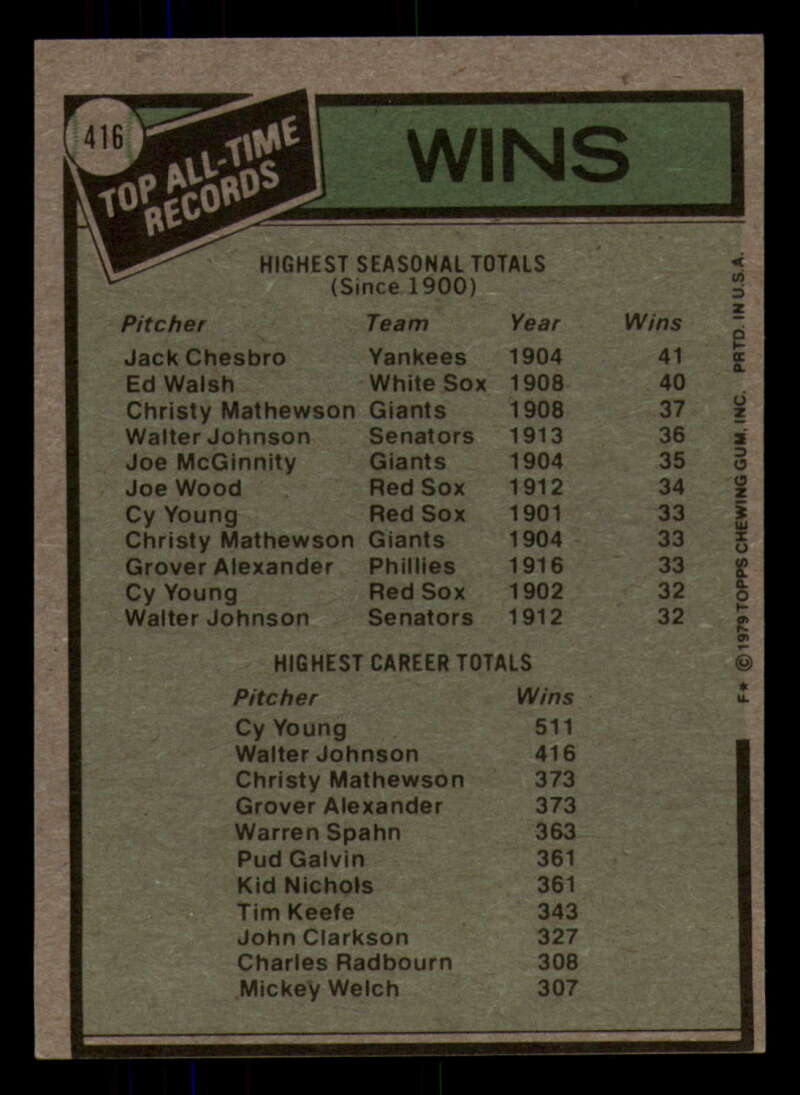 416
TOP ALL-TIME
RECORDS
WINS
HIGHEST SEASONAL TOTALS
(Since 1900)
Pitcher Team Year Wins
Jack Chesbro Yankees 1904 41
Ed Walsh White Sox 1908 40
Christy Mathewson Giants 1908 37
Walter Johnson Senators 1913 36
Joe McGinnity Giants 1904 35
Joe Wood Red Sox 1912 34
Cy Young Red Sox 1901 33
Christy Mathewson Giants 1904 33
Grover Alexander Phillies 1916 33
Cy Young Red Sox 1902 32
Walter Johnson Senators 1912 32
HIGHEST CAREER TOTALS
Pitcher Wins
Cy Young 511
Walter Johnson 416
Christy Mathewson 373
Grover Alexander 373
Warren Spahn 363
Pud Galvin 361
Kid Nichols 361
Tim Keefe 343
John Clarkson 327
Charles Radbourn 308
Mickey Welch 307
F* © 1979 TOPPS CHEWING GUM, INC. PRTD. IN U.S.A.